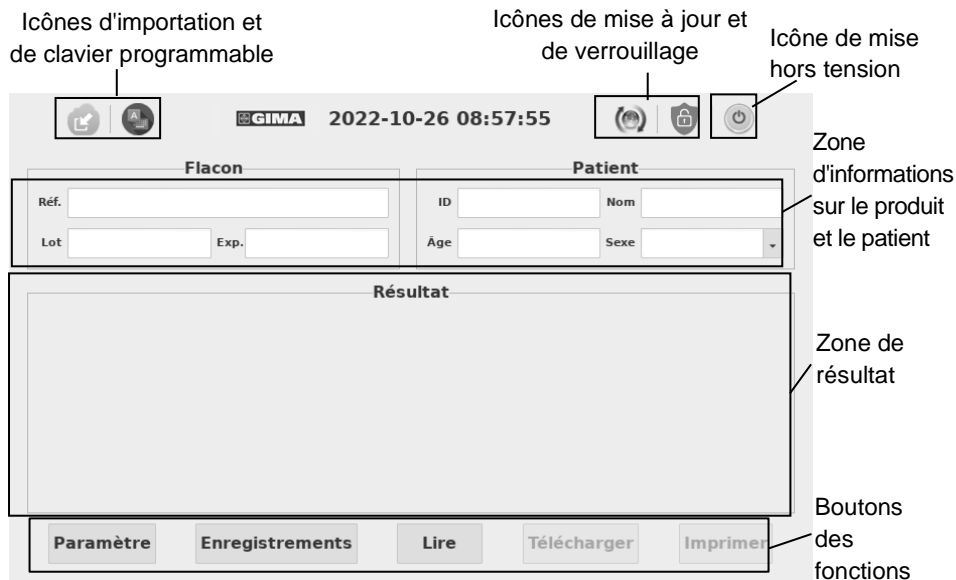 Icônes d'importation et
de clavier programmable
Icônes de mise à jour et
de verrouillage
Icône de mise
hors tension
GIMA 2022-10-26 08:57:55
Flacon
Patient
Réf.
ID
Nom
Lot
Exp.
Âge
Sexe
Zone
d'informations
sur le produit
et le patient
Résultat
Zone de
résultat
Paramètre
Enregistrements
Lire
Télécharger
Imprimer
Boutons
des
fonctions